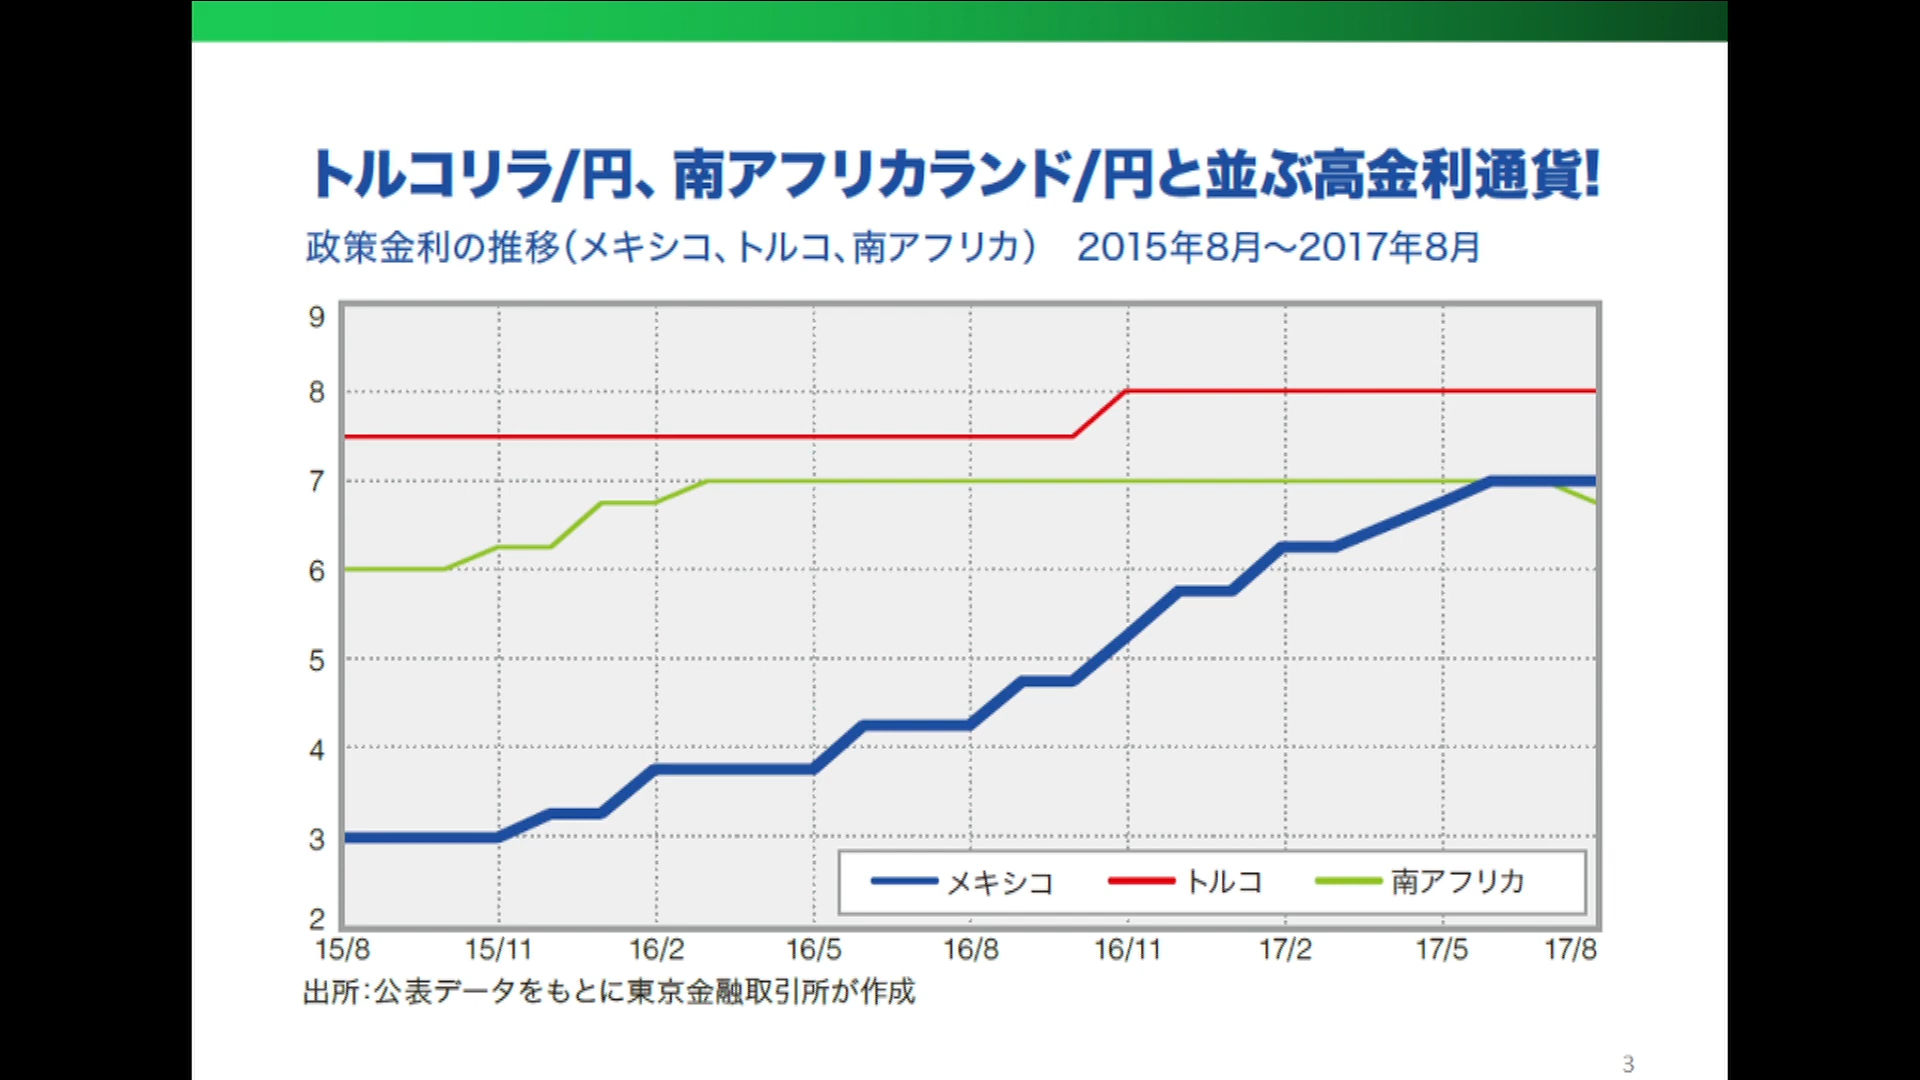 トルコリラ/円、南アフリカランド/円と並ぶ高金利通貨!
政策金利の推移(メキシコ、トルコ、南アフリカ) 2015年8月〜2017年8月
9
8
7
6
5
4
3
2
メキシコ トルコ 南アフリカ
15/8 15/11 16/2 16/5 16/8 16/11 17/2 17/5 17/8
出所:公表データをもとに東京金融取引所が作成
3